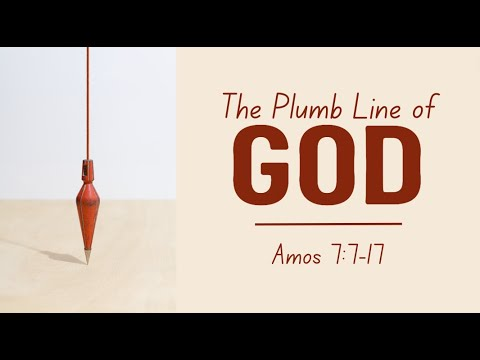 The Plumb Line of
GOD
Amos 7:7-17